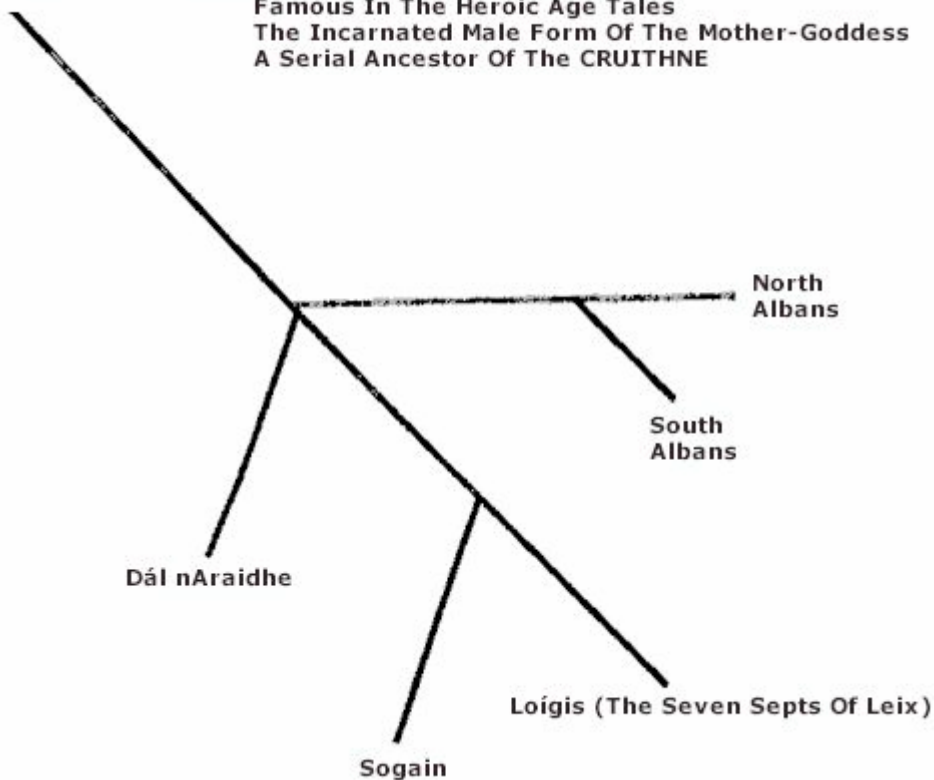 Famous In The Heroic Age Tales
The Incarnated Male Form Of The Mother-Goddess
A Serial Ancestor Of The CRUITHNE
North
Albans
South
Albans
Dál nAraidhe
Loígis (The Seven Septs Of Leix)
Sogain